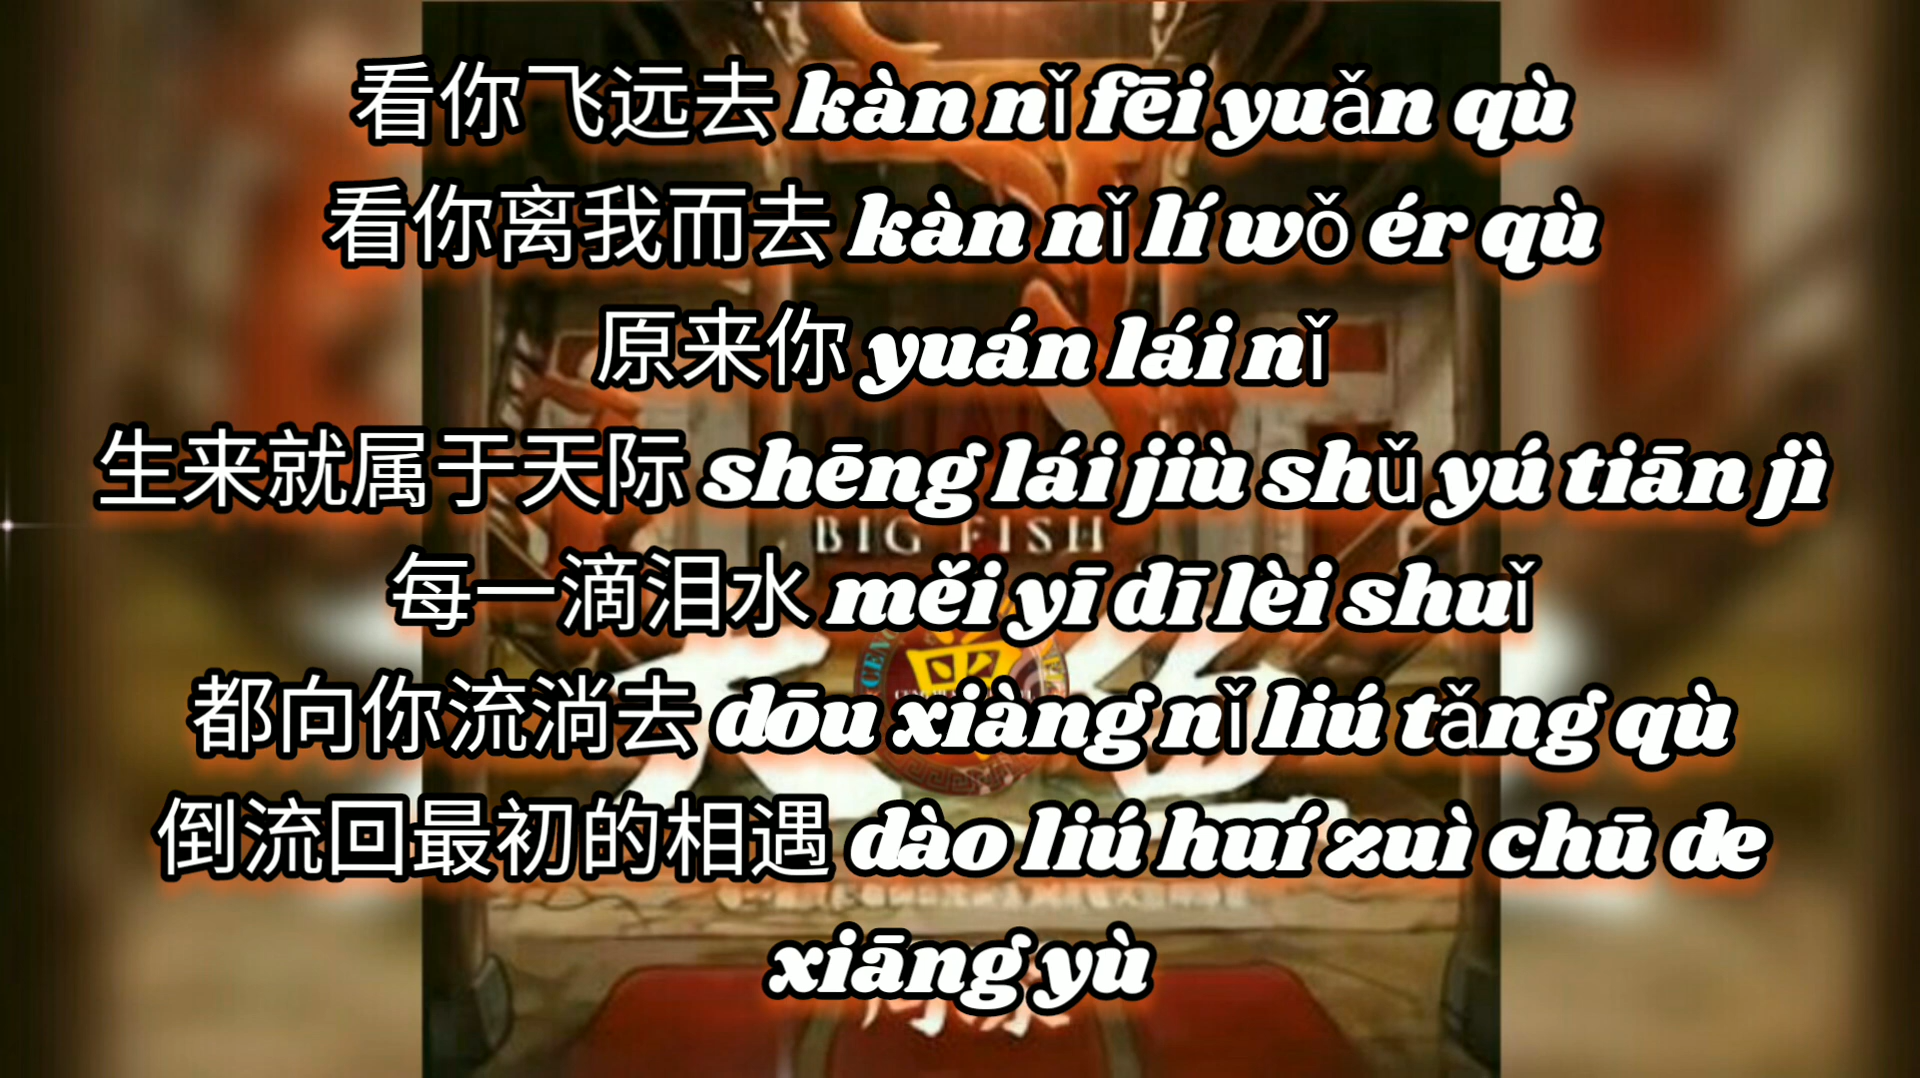 看你飞远去 kàn nǐ fēi yuǎn qù
看你离我而去 kàn nǐ lí wǒ ér qù
原来你 yuán lái nǐ
生来就属于天际 shēng lái jiù shǔ yú tiān jì
BIG FISH
每一滴泪水 měi yī dī lèi shuǐ
都向你流淌去 dōu xiàng nǐ liú tǎng qù
倒流回最初的相遇 dào liú huí zuì chū de
xiāng yù